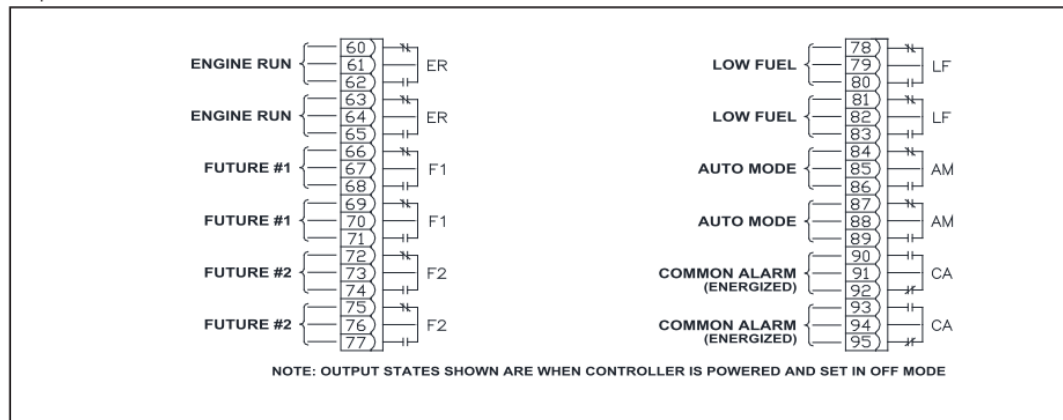 ENGINE RUN
60
61
62
ER
ENGINE RUN
63
64
65
ER
FUTURE #1
66
67
68
F1
FUTURE #1
69
70
71
F1
FUTURE #2
72
73
74
F2
FUTURE #2
75
76
77
F2
LOW FUEL
78
79
80
LF
LOW FUEL
81
82
83
LF
AUTO MODE
84
85
86
AM
AUTO MODE
87
88
89
AM
COMMON ALARM
(ENERGIZED)
90
91
92
CA
COMMON ALARM
(ENERGIZED)
93
94
95
CA
NOTE: OUTPUT STATES SHOWN ARE WHEN CONTROLLER IS POWERED AND SET IN OFF MODE